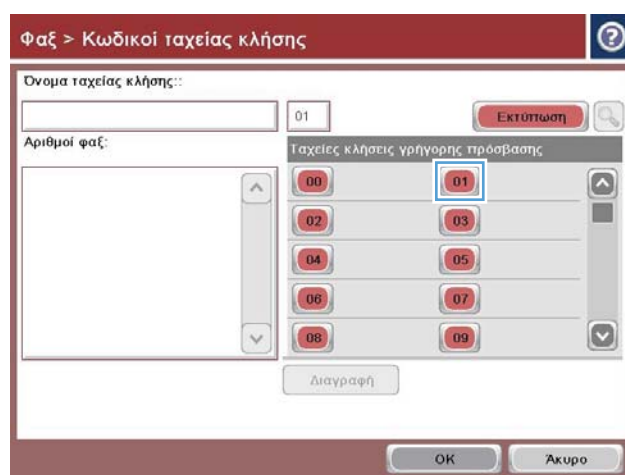 Φαξ > Κωδικοί ταχείας κλήσης
Όνομα ταχείας κλήσης::
01
Εκτύπωση
Αριθμοί φαξ:
Ταχείες κλήσεις γρήγορης πρόσβασης
00 01
02 03
04 05
06 07
08 09
Διαγραφή
OK Άκυρο